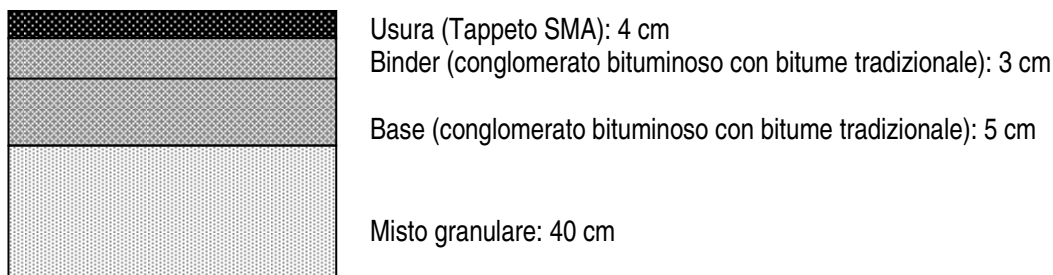 Usura (Tappeto SMA): 4 cm
Binder (conglomerato bituminoso con bitume tradizionale): 3 cm
Base (conglomerato bituminoso con bitume tradizionale): 5 cm
Misto granulare: 40 cm